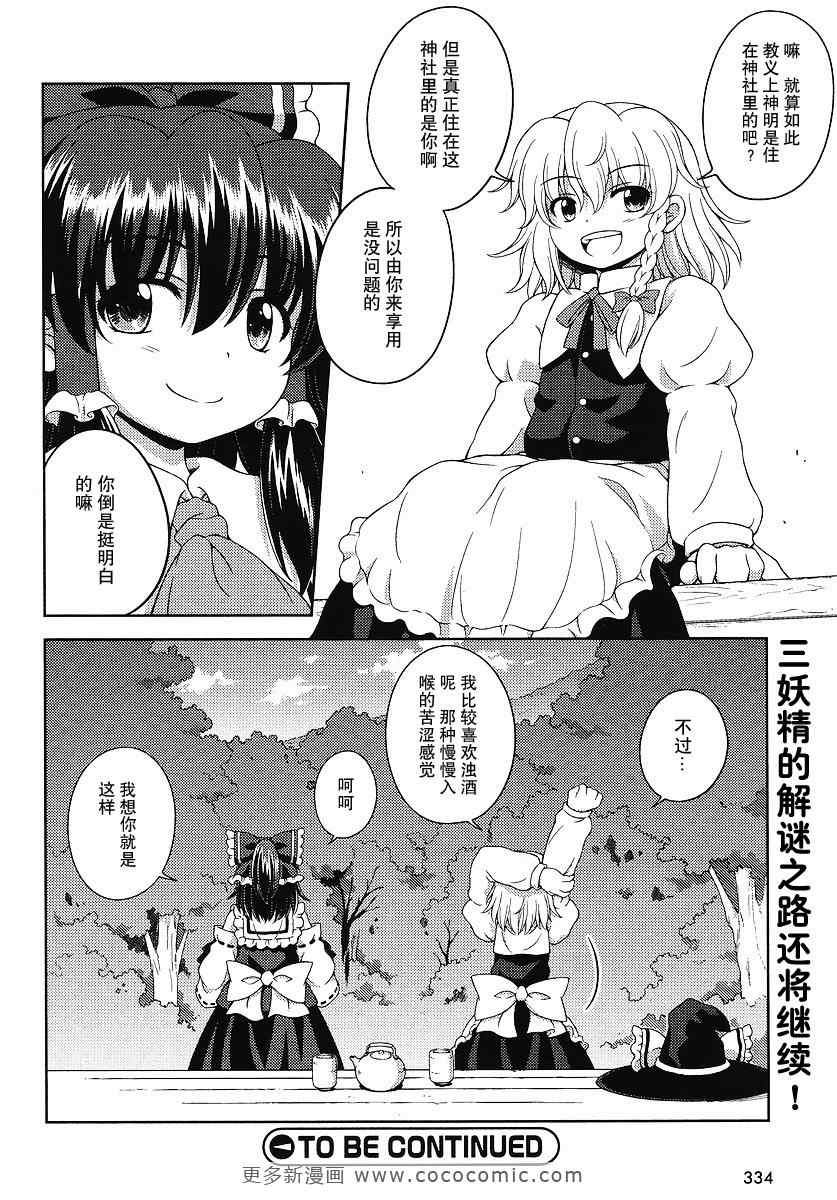 嘛 就算如此
教义上神明是住
在神社里的吧？
但是真正住在这
神社里的是你啊
所以由你来享用
是没问题的
你倒是挺明白
的嘛
不过…
我比较喜欢浊酒
呢 那种慢慢入
喉的苦涩感觉
呵呵
我想你就是
这样
三妖精的解谜之路还将继续！
TO BE CONTINUED
更多新漫画 www.cococomic.com
334